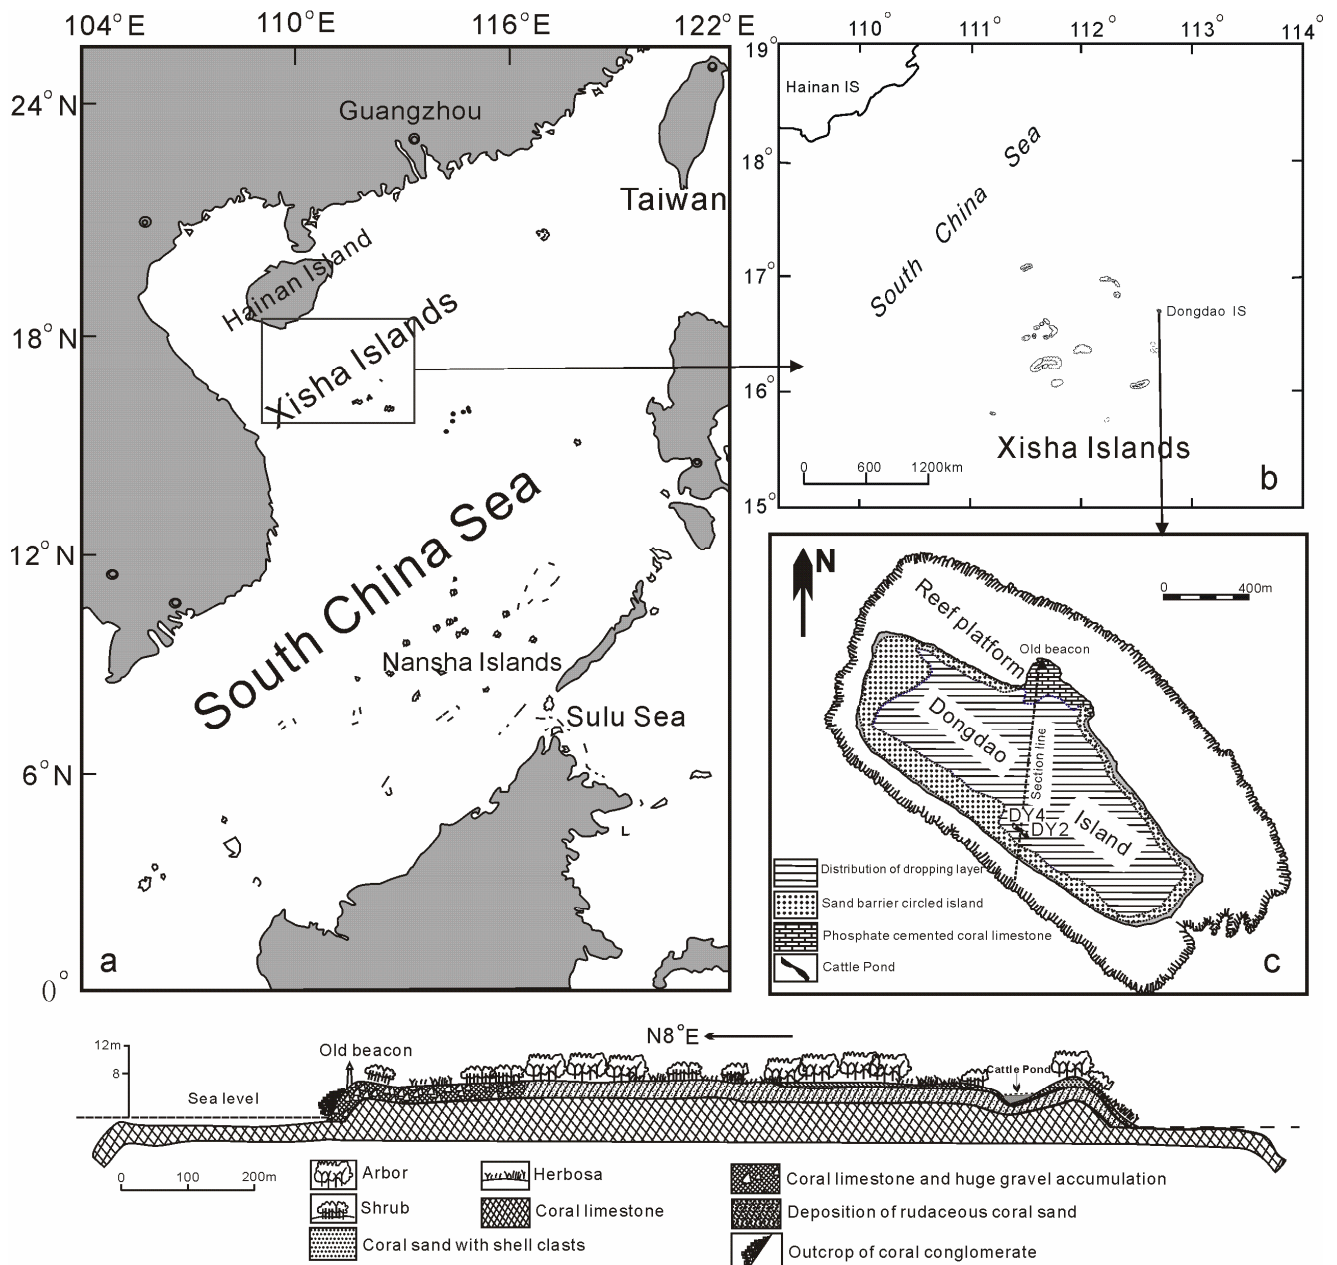 104°E
110°E
116°E
122°E
24°N
18°N
12°N
6°N
0°
Guangzhou
Taiwan
Hainan Island
Xisha Islands
South China Sea
Nansha Islands
Sulu Sea
a
110°
111°
112°
113°
114°
19°
18°
17°
16°
15°
Hainan IS
South China Sea
Dongdao IS
Xisha Islands
0 600 1200km
b
N
0 400m
Reef platform
Old beacon
Dongdao
Island
Section line
DY4
DY2
Distribution of dropping layer
Sand barrier circled island
Phosphate cemented coral limestone
Cattle Pond
c
N8°E
12m
8
Old beacon
Cattle Pond
Sea level
0 100 200m
Arbor
Herbosa
Coral limestone and huge gravel accumulation
Shrub
Coral limestone
Deposition of rudaceous coral sand
Coral sand with shell clasts
Outcrop of coral conglomerate